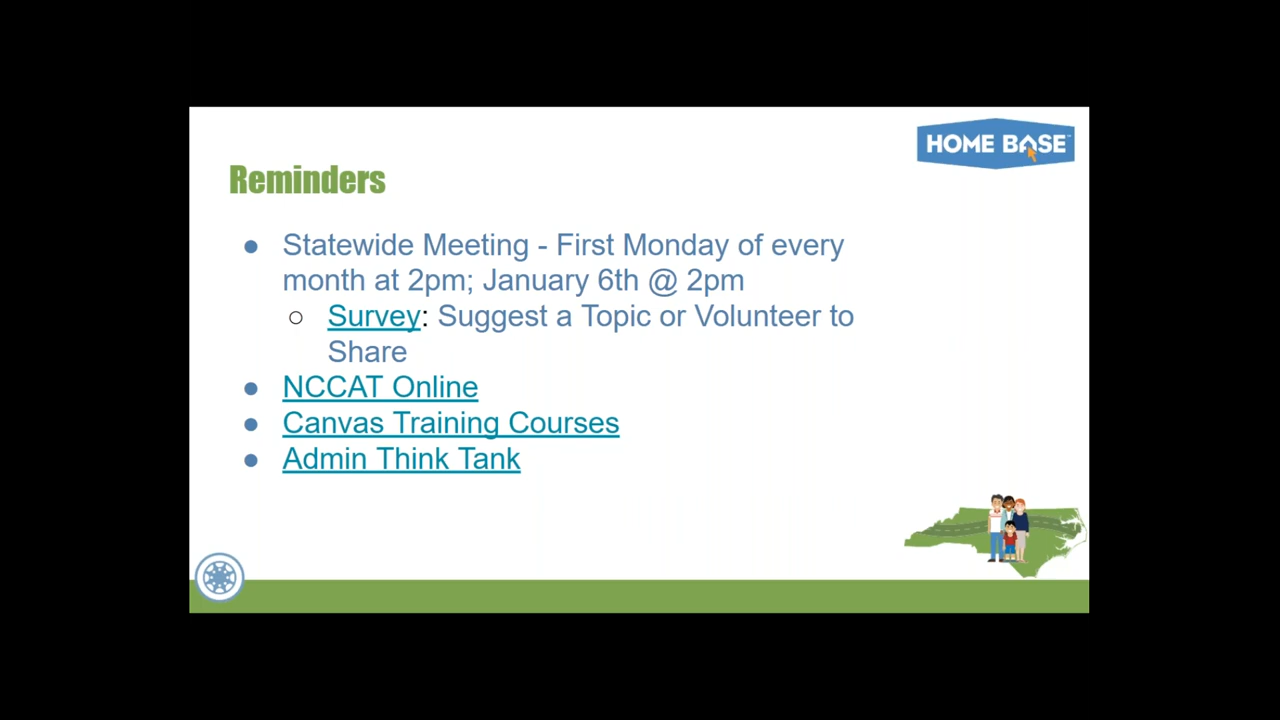 HOME BASE
Reminders
● Statewide Meeting - First Monday of every
month at 2pm; January 6th @ 2pm
○ Survey: Suggest a Topic or Volunteer to
Share
● NCCAT Online
● Canvas Training Courses
● Admin Think Tank